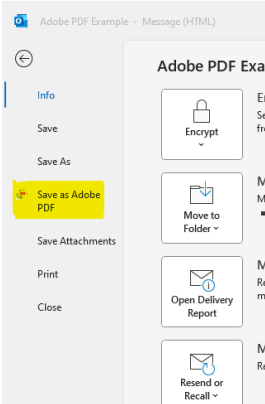 Adobe PDF Example - Message (HTML)
Adobe PDF Exa
Info
Save
Save As
Save as Adobe
PDF
Save Attachments
Print
Close
Encrypt
Move to
Folder
Open Delivery
Report
Resend or
Recall